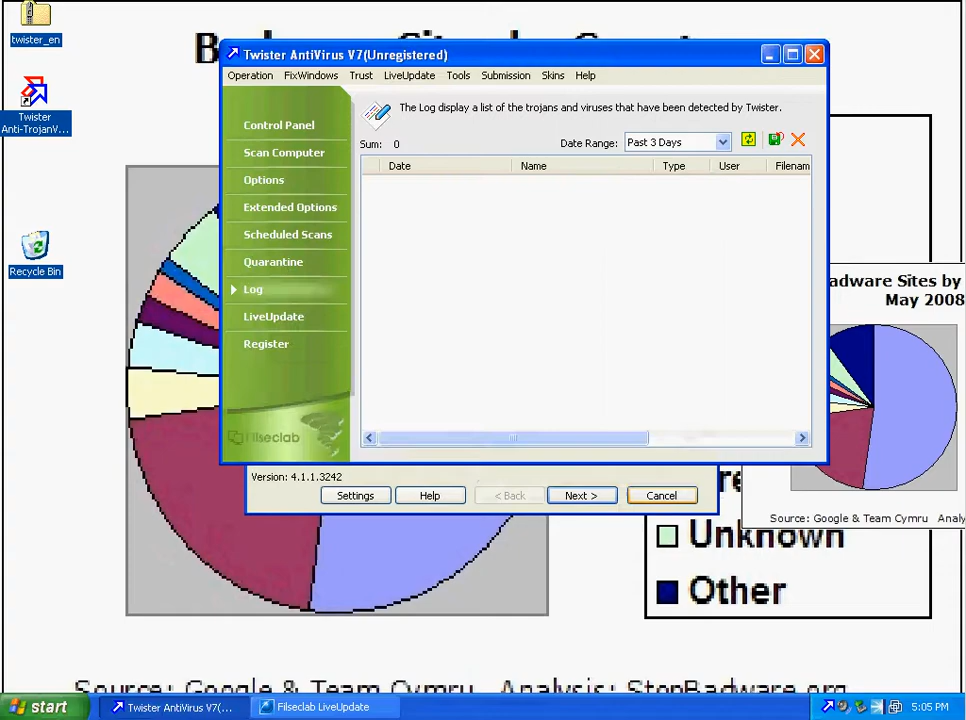 twister_en
Twister
Anti-TrojanV...
Recycle Bin
Twister AntiVirus V7(Unregistered)
Operation FixWindows Trust LiveUpdate Tools Submission Skins Help
Control Panel
Scan Computer
Options
Extended Options
Scheduled Scans
Quarantine
Log
LiveUpdate
Register
Filseclab
The Log display a list of the trojans and viruses that have been detected by Twister.
Sum: 0
Date Range: Past 3 Days
Date Name Type User Filenam
adware Sites by
May 2008
Source: Google & Team Cymru Analy
Version: 4.1.1.3242
Settings Help < Back Next > Cancel
Unknown
Other
Source: Google & Team Cymru Analysis: StopBadware.org
start
Twister AntiVirus V7(...
Filseclab LiveUpdate
5:05 PM